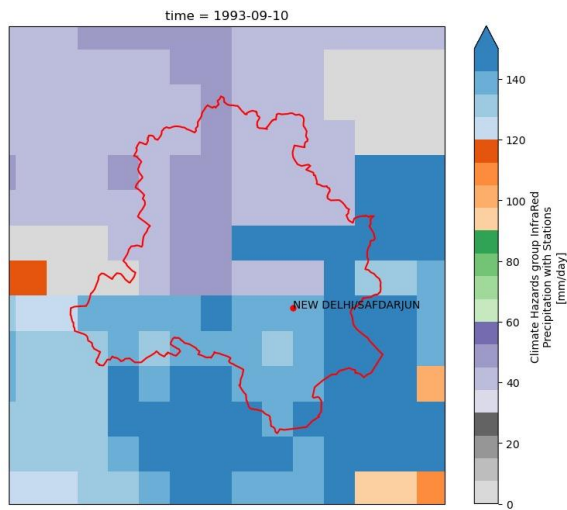 time = 1993-09-10
NEW DELHI/SAFDARJUN
140
120
100
80
60
40
20
0
Climate Hazards group InfraRed
Precipitation with Stations
[mm/day]